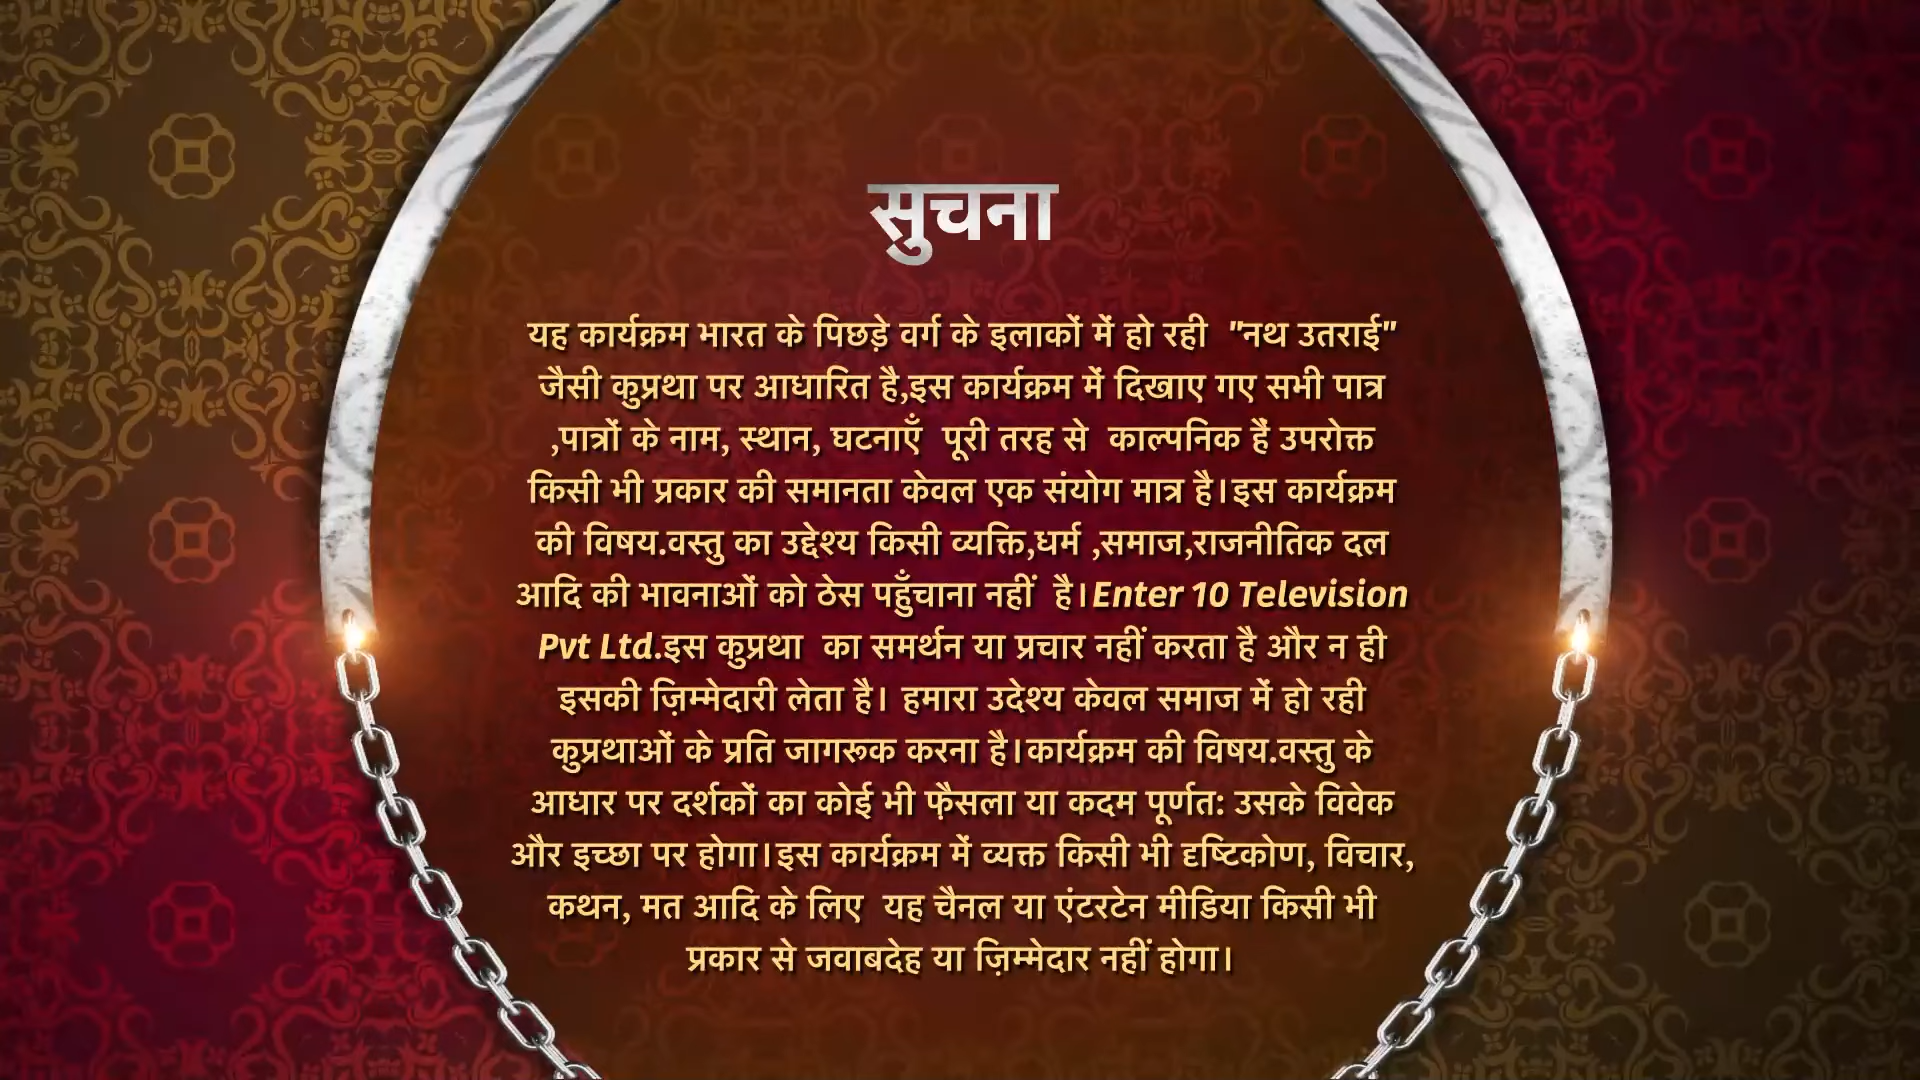 सुचना
यह कार्यक्रम भारत के पिछड़े वर्ग के इलाकों में हो रही "नथ उतराई"
जैसी कुप्रथा पर आधारित है,इस कार्यक्रम में दिखाए गए सभी पात्र
,पात्रों के नाम, स्थान, घटनाएँ पूरी तरह से काल्पनिक हैं उपरोक्त
किसी भी प्रकार की समानता केवल एक संयोग मात्र है।इस कार्यक्रम
की विषय.वस्तु का उद्देश्य किसी व्यक्ति,धर्म ,समाज,राजनीतिक दल
आदि की भावनाओं को ठेस पहुँचाना नहीं है।Enter 10 Television
Pvt Ltd.इस कुप्रथा का समर्थन या प्रचार नहीं करता है और न ही
इसकी ज़िम्मेदारी लेता है। हमारा उदेश्य केवल समाज में हो रही
कुप्रथाओं के प्रति जागरूक करना है।कार्यक्रम की विषय.वस्तु के
आधार पर दर्शकों का कोई भी फ़ैसला या कदम पूर्णत: उसके विवेक
और इच्छा पर होगा।इस कार्यक्रम में व्यक्त किसी भी दृष्टिकोण, विचार,
कथन, मत आदि के लिए यह चैनल या एंटरटेन मीडिया किसी भी
प्रकार से जवाबदेह या ज़िम्मेदार नहीं होगा।